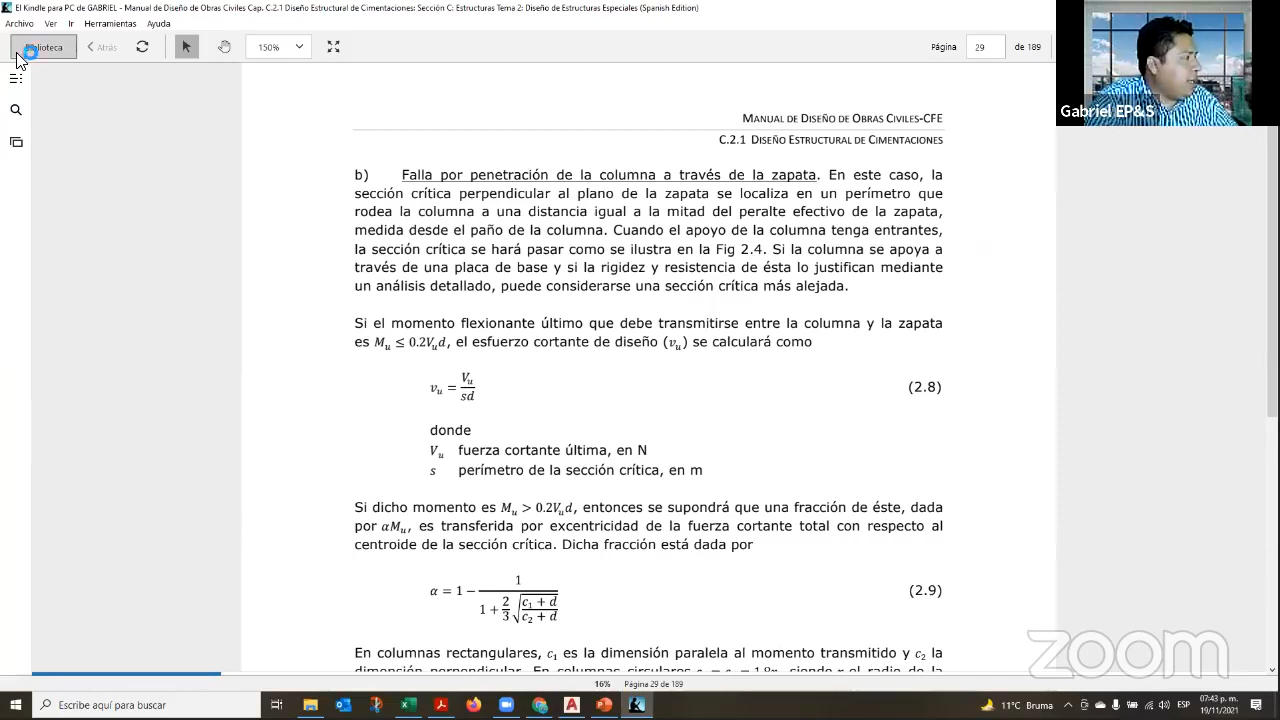 El Kindle para PC de GABRIEL - Manual de Diseño de Obras Civiles Cap. C.2.1 Diseño Estructural de Cimentaciones: Sección C: Estructuras Tema 2: Diseño de Estructuras Especiales (Spanish Edition)
Archivo Ver Ir Herramientas Ayuda
Biblioteca Atrás 150% Página 29 de 189
Gabriel EP&S
MANUAL DE DISEÑO DE OBRAS CIVILES-CFE
C.2.1 DISEÑO ESTRUCTURAL DE CIMENTACIONES
b) Falla por penetración de la columna a través de la zapata. En este caso, la
sección crítica perpendicular al plano de la zapata se localiza en un perímetro que
rodea la columna a una distancia igual a la mitad del peralte efectivo de la zapata,
medida desde el paño de la columna. Cuando el apoyo de la columna tenga entrantes,
la sección crítica se hará pasar como se ilustra en la Fig 2.4. Si la columna se apoya a
través de una placa de base y si la rigidez y resistencia de ésta lo justifican mediante
un análisis detallado, puede considerarse una sección crítica más alejada.
Si el momento flexionante último que debe transmitirse entre la columna y la zapata
es Mu ≤ 0.2Vud, el esfuerzo cortante de diseño (vu) se calculará como
vu = Vu/sd (2.8)
donde
Vu fuerza cortante última, en N
s perímetro de la sección crítica, en m
Si dicho momento es Mu > 0.2Vud, entonces se supondrá que una fracción de éste, dada
por αMu, es transferida por excentricidad de la fuerza cortante total con respecto al
centroide de la sección crítica. Dicha fracción está dada por
α = 1 − 1/(1 + 2/3 √((c1 + d)/(c2 + d))) (2.9)
En columnas rectangulares, c1 es la dimensión paralela al momento transmitido y c2 la
dimensión perpendicular. En columnas circulares
siendo r el radio de la
zoom
16% Página 29 de 189
Escribe aquí para buscar
11°C Bruma ESP 07:43 p. m.
19/11/2021